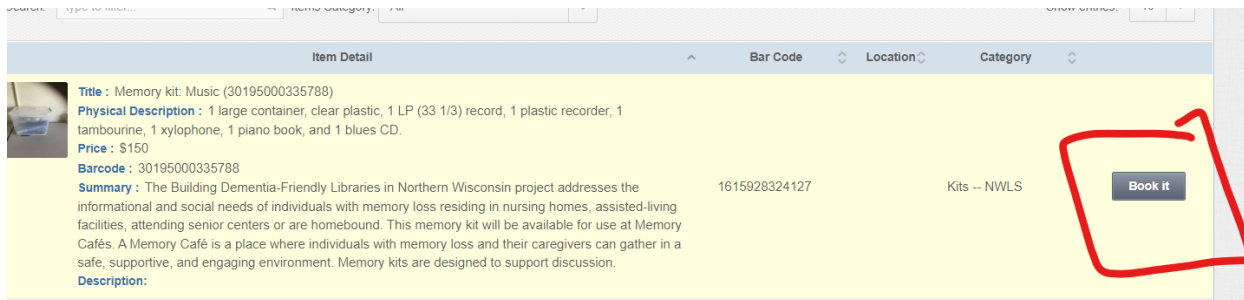 Search: type to filter... Items Category: All Show entries: 10
Item Detail Bar Code Location Category
Title : Memory kit: Music (30195000335788)
Physical Description : 1 large container, clear plastic, 1 LP (33 1/3) record, 1 plastic recorder, 1
tambourine, 1 xylophone, 1 piano book, and 1 blues CD.
Price : $150
Barcode : 30195000335788
Summary : The Building Dementia-Friendly Libraries in Northern Wisconsin project addresses the
informational and social needs of individuals with memory loss residing in nursing homes, assisted-living
facilities, attending senior centers or are homebound. This memory kit will be available for use at Memory
Cafés. A Memory Café is a place where individuals with memory loss and their caregivers can gather in a
safe, supportive, and engaging environment. Memory kits are designed to support discussion.
Description:
1615928324127 Kits -- NWLS Book it